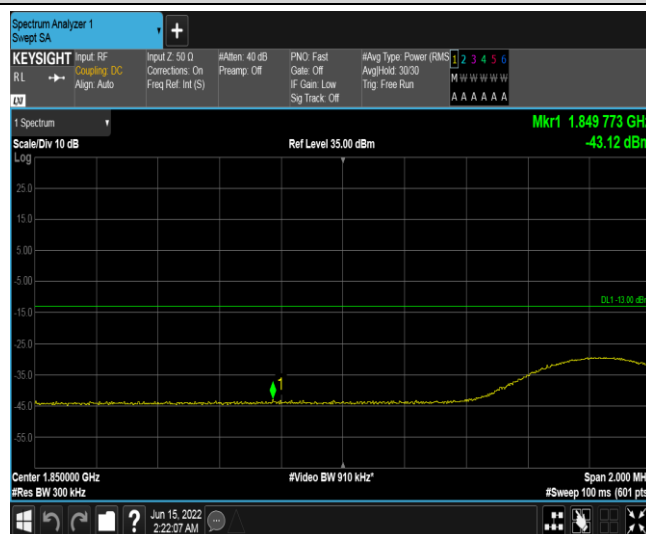 Spectrum Analyzer 1
Swept SA
KEYSIGHT
RL
Input: RF
Coupling: DC
Align: Auto
Input Z: 50 Ω
Corrections: On
Freq Ref: Int (S)
#Atten: 40 dB
Preamp: Off
PNO: Fast
Gate: Off
IF Gain: Low
Sig Track: Off
#Avg Type: Power (RMS
Avg|Hold: 30/30
Trig: Free Run
1 2 3 4 5 6
M W W W W W
A A A A A A
LXI
1 Spectrum
Mkr1 1.849 773 GHz
Scale/Div 10 dB
Ref Level 35.00 dBm
-43.12 dBm
Log
25.0
15.0
5.00
-5.00
DL1 -13.00 dBm
-15.0
-25.0
-35.0
1
-45.0
-55.0
Center 1.850000 GHz
#Video BW 910 kHz*
Span 2.000 MH
#Res BW 300 kHz
#Sweep 100 ms (601 pts
?
Jun 15, 2022
2:22:07 AM